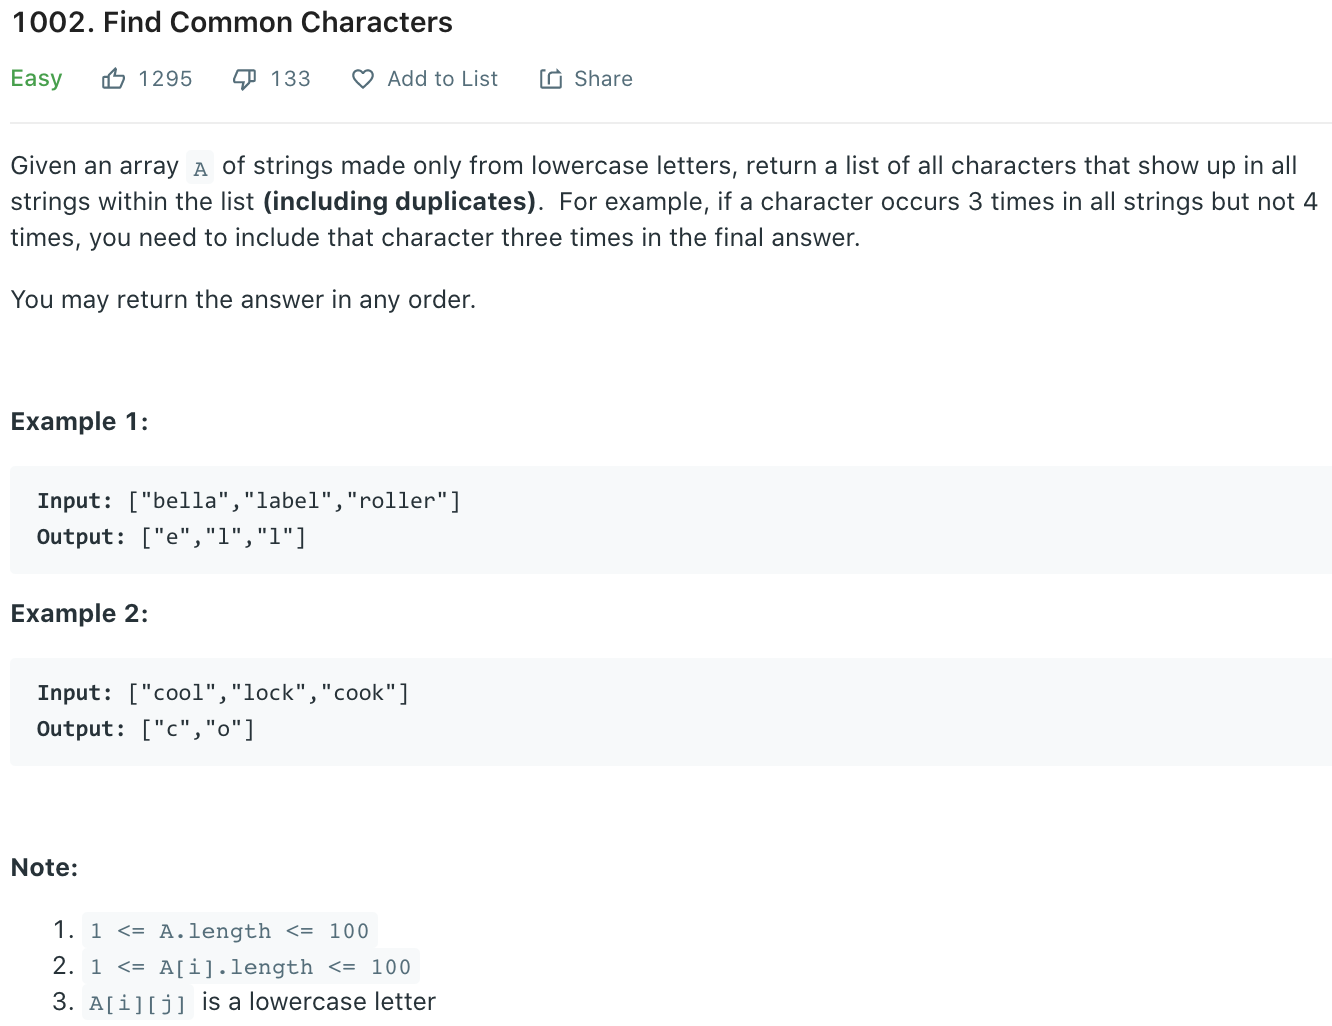 1002. Find Common Characters
Easy 1295 133 Add to List Share
Given an array A of strings made only from lowercase letters, return a list of all characters that show up in all
strings within the list (including duplicates).  For example, if a character occurs 3 times in all strings but not 4
times, you need to include that character three times in the final answer.
You may return the answer in any order.
Example 1:
Input: ["bella","label","roller"]
Output: ["e","l","l"]
Example 2:
Input: ["cool","lock","cook"]
Output: ["c","o"]
Note:
1. 1 <= A.length <= 100
2. 1 <= A[i].length <= 100
3. A[i][j] is a lowercase letter